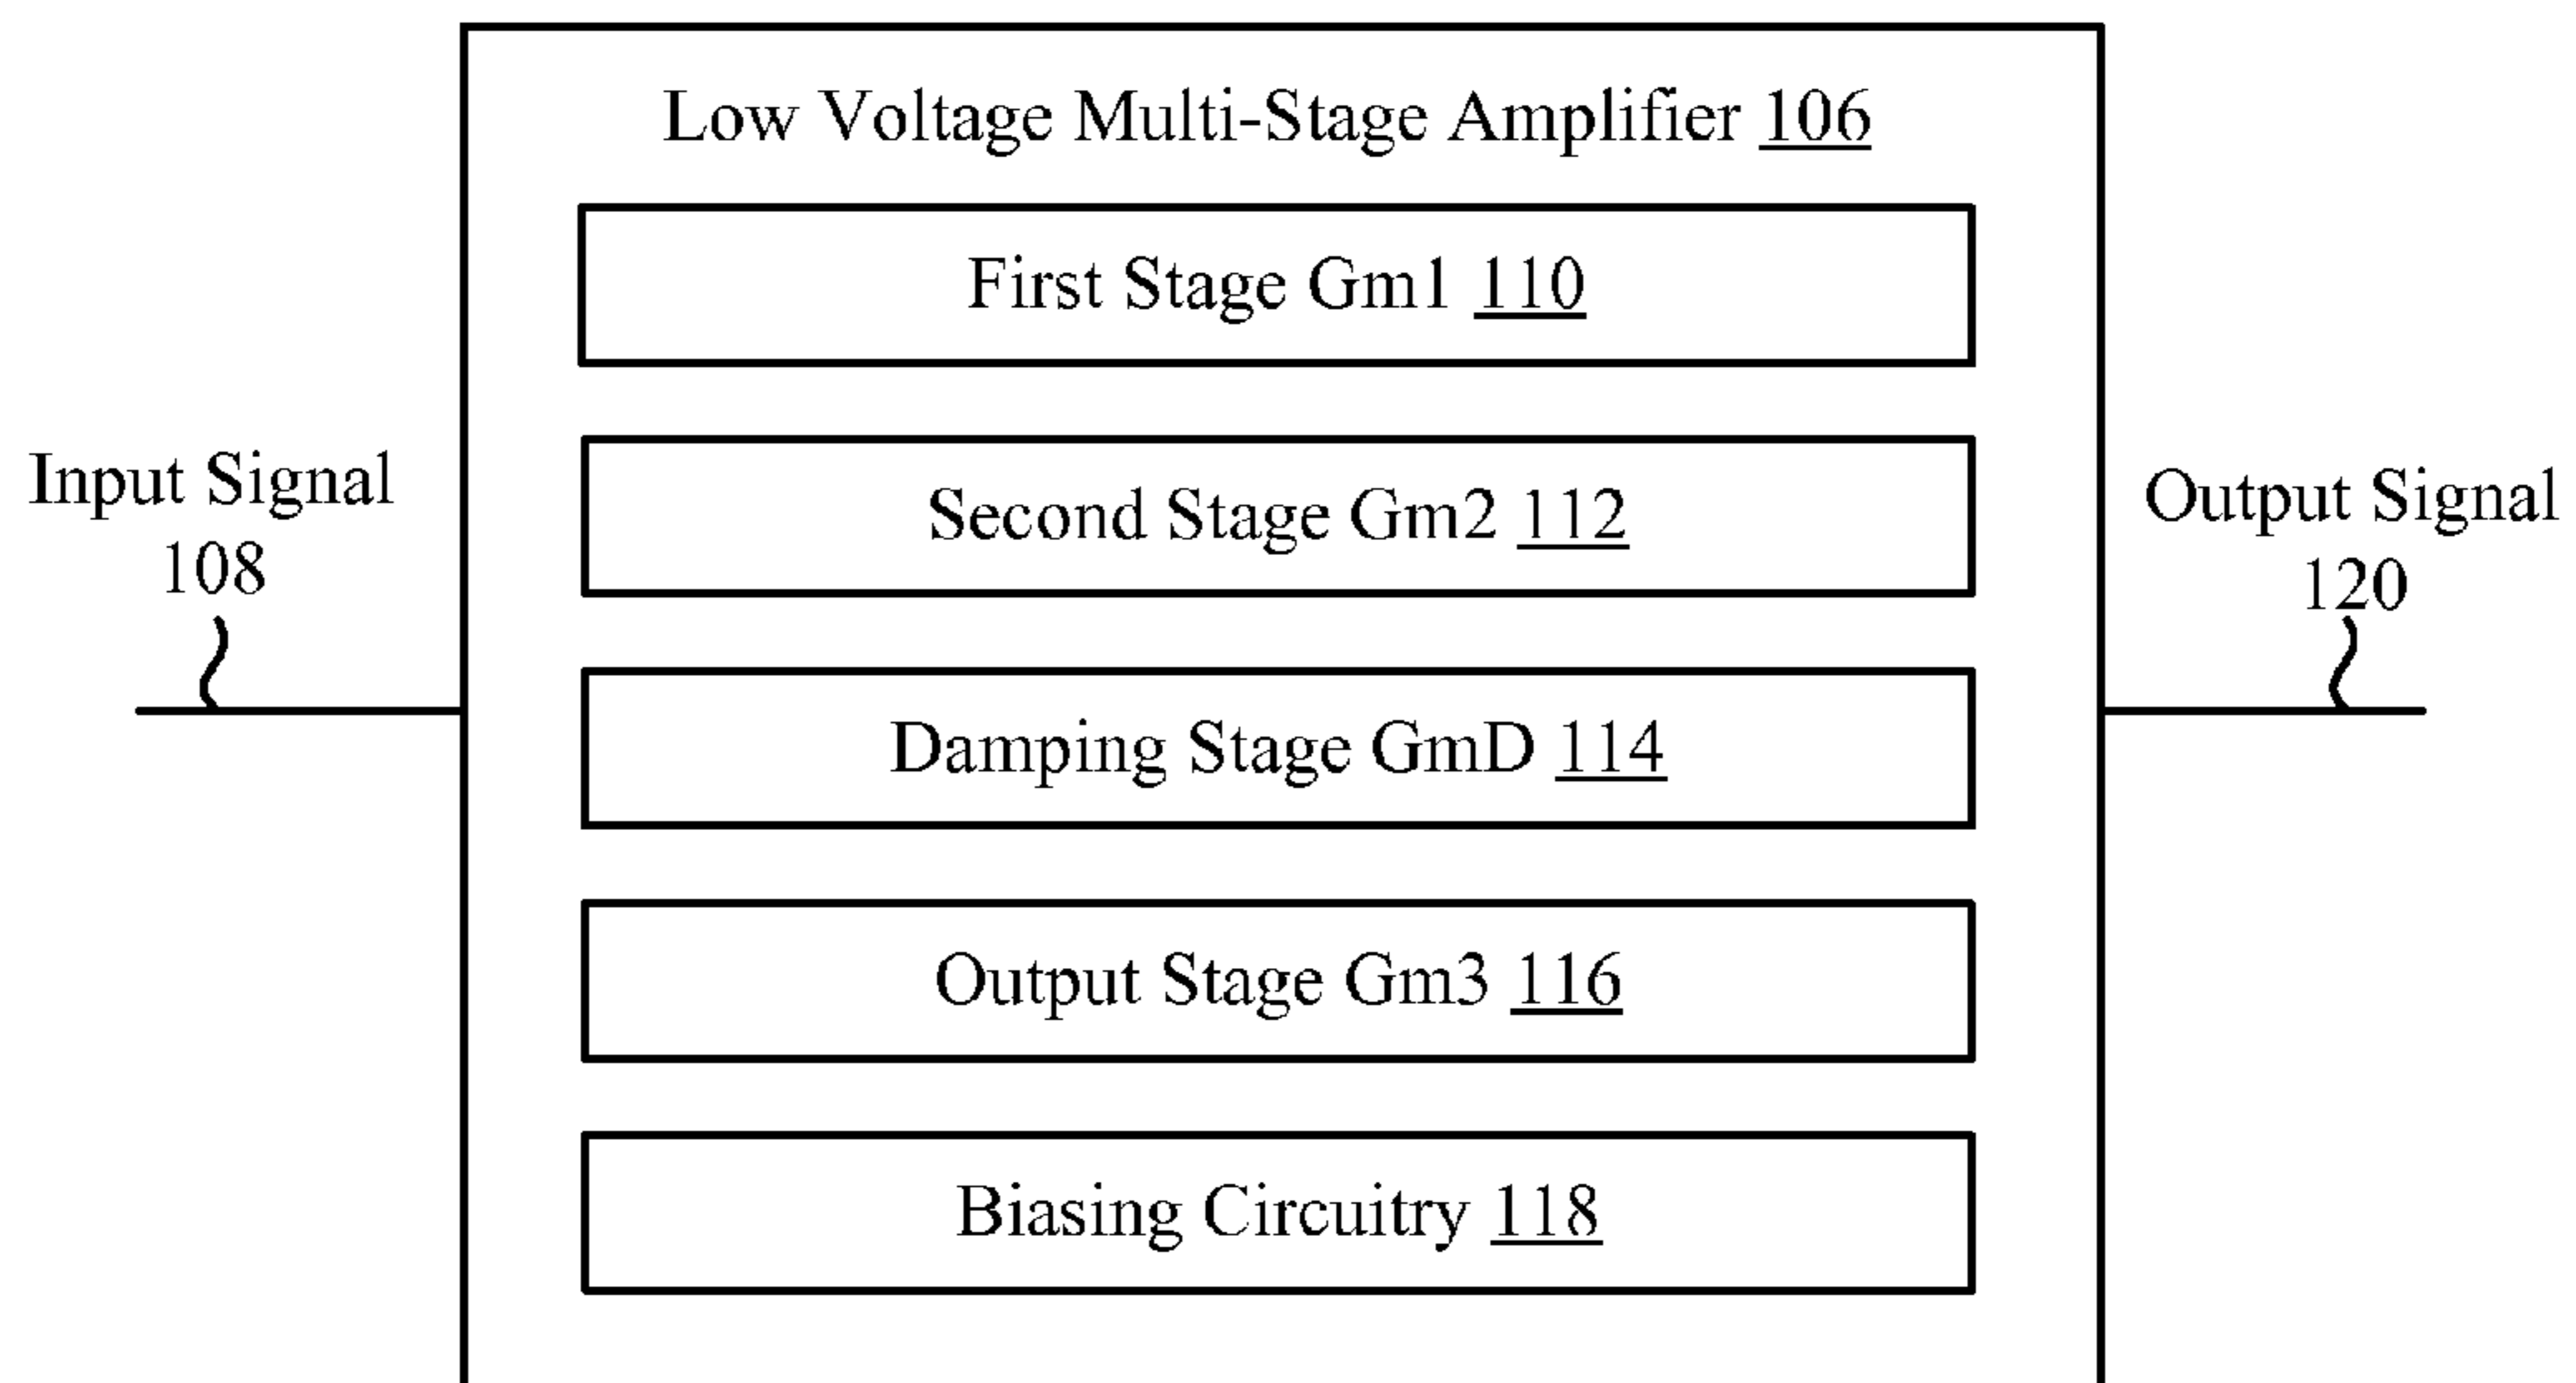 Low Voltage Multi-Stage Amplifier 106
First Stage Gm1 110
Input Signal
108
Second Stage Gm2 112
Output Signal
120
Damping Stage GmD 114
Output Stage Gm3 116
Biasing Circuitry 118